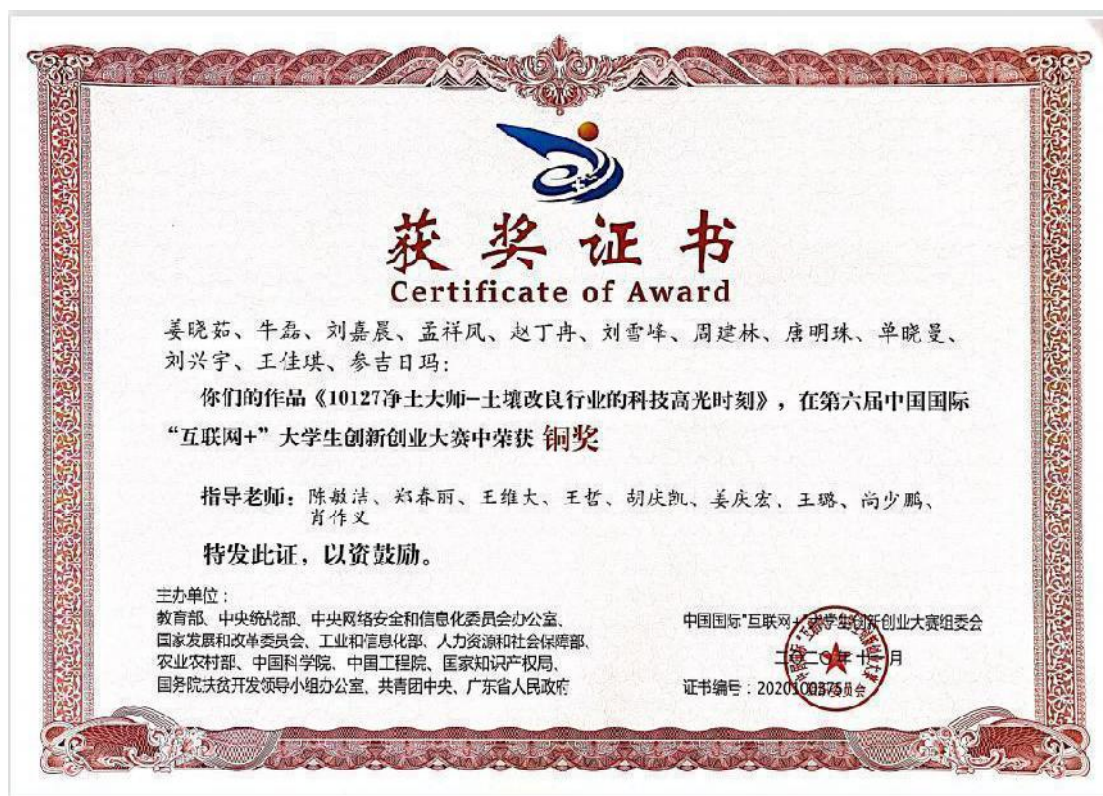 获奖证书
Certificate of Award
姜晓茹、牛磊、刘嘉晨、孟祥凤、赵丁冉、刘雪峰、周建林、唐明珠、单晓曼、
刘兴宇、王佳琪、参吉日玛：
你们的作品《10127净土大师-土壤改良行业的科技高光时刻》，在第六届中国国际
“互联网+”大学生创新创业大赛中荣获 铜奖
指导老师：陈敏洁、郑春丽、王维大、王哲、胡庆凯、姜庆宏、王璐、尚少鹏、
肖作义
特发此证，以资鼓励。
主办单位：
教育部、中央统战部、中央网络安全和信息化委员会办公室、
国家发展和改革委员会、工业和信息化部、人力资源和社会保障部、
农业农村部、中国科学院、中国工程院、国家知识产权局、
国务院扶贫开发领导小组办公室、共青团中央、广东省人民政府
中国国际"互联网+"大学生创新创业大赛组委会
二〇二〇年十一月
证书编号：2020100375